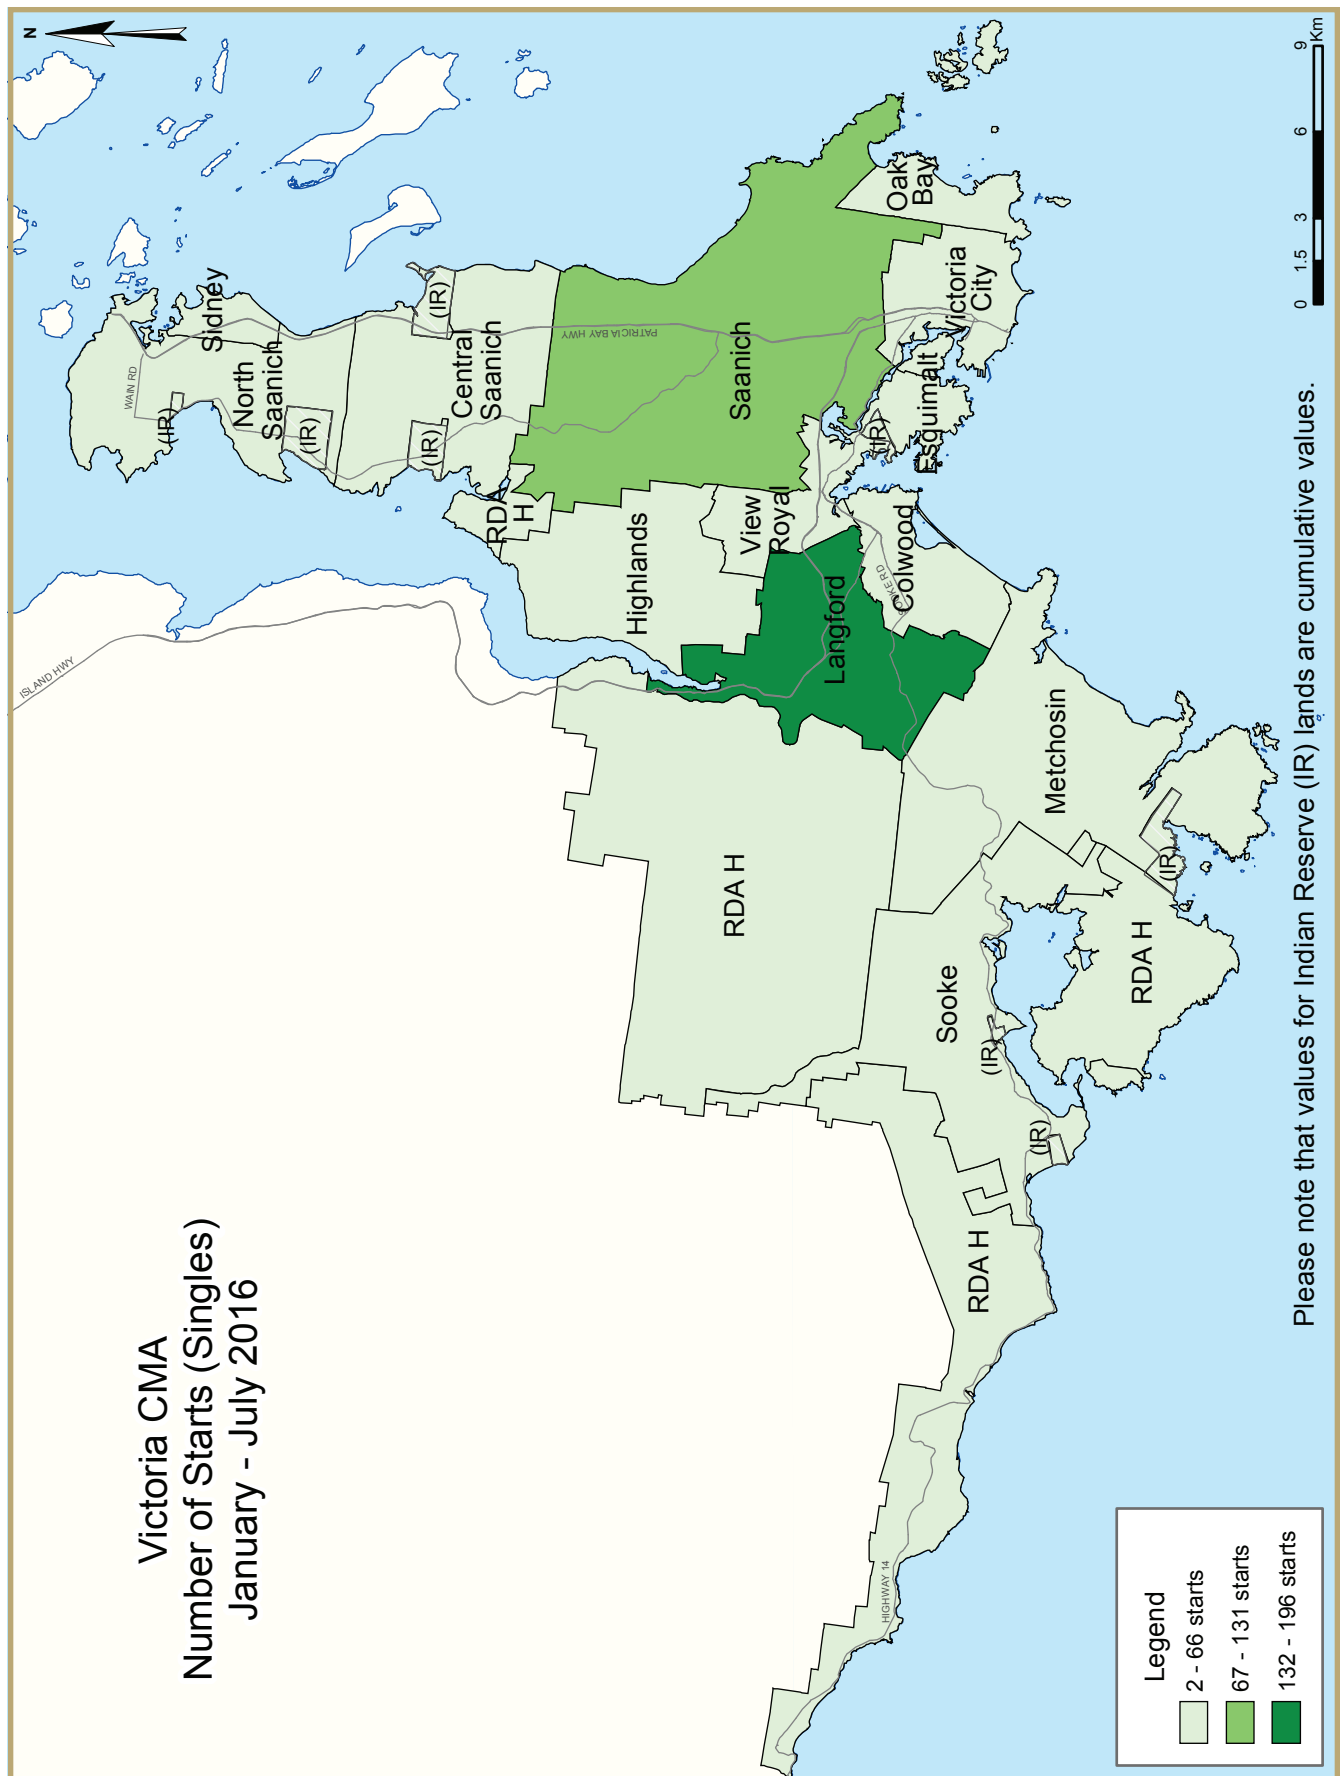 Victoria CMA
Number of Starts (Singles)
January - July 2016
N
ISLAND HWY
WAIN RD
(IR)
North
Saanich
Sidney
(IR)
(IR)
(IR)
Central
Saanich
PATRICIA BAY HWY
RDA
H
Highlands
Saanich
View
Royal
Langford
Colwood
SOOKE RD
(IR)
Esquimalt
Victoria
City
Oak
Bay
RDA H
Metchosin
Sooke
(IR)
(IR)
(IR)
RDA H
RDA H
HIGHWAY 14
Legend
2 - 66 starts
67 - 131 starts
132 - 196 starts
Please note that values for Indian Reserve (IR) lands are cumulative values.
0 1.5 3 6 9
Km